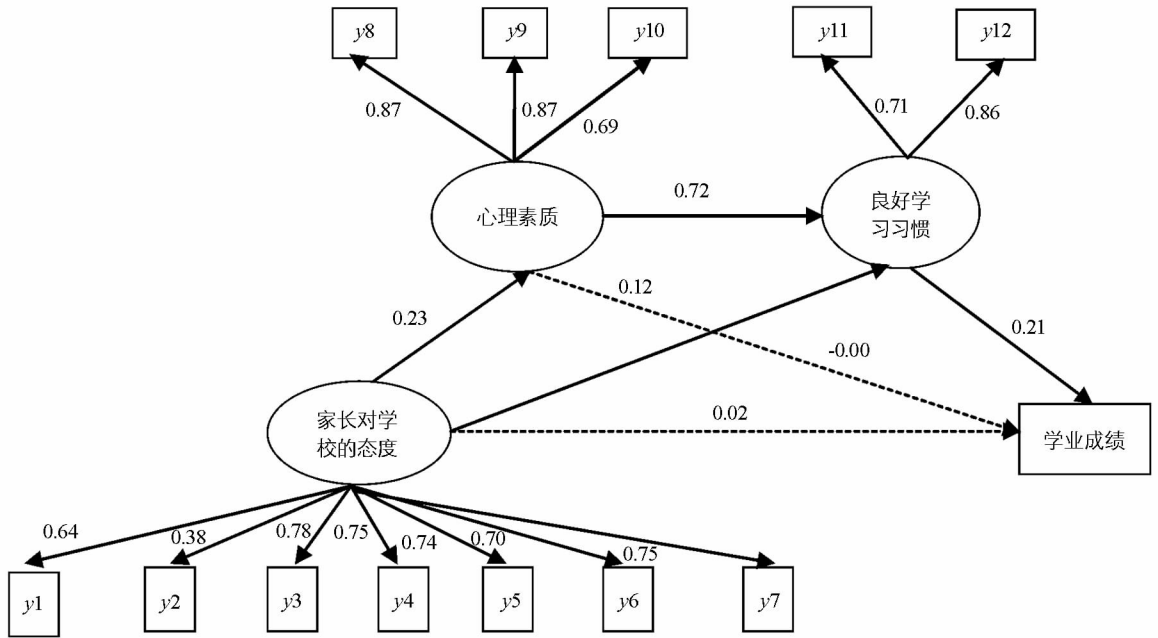 y8
y9
y10
y11
y12
0.87
0.87
0.69
0.71
0.86
心理素质
0.72
良好学
习习惯
0.12
0.23
0.21
-0.00
家长对学
校的态度
0.02
学业成绩
0.64
0.38
0.78
0.75
0.74
0.70
0.75
y1
y2
y3
y4
y5
y6
y7